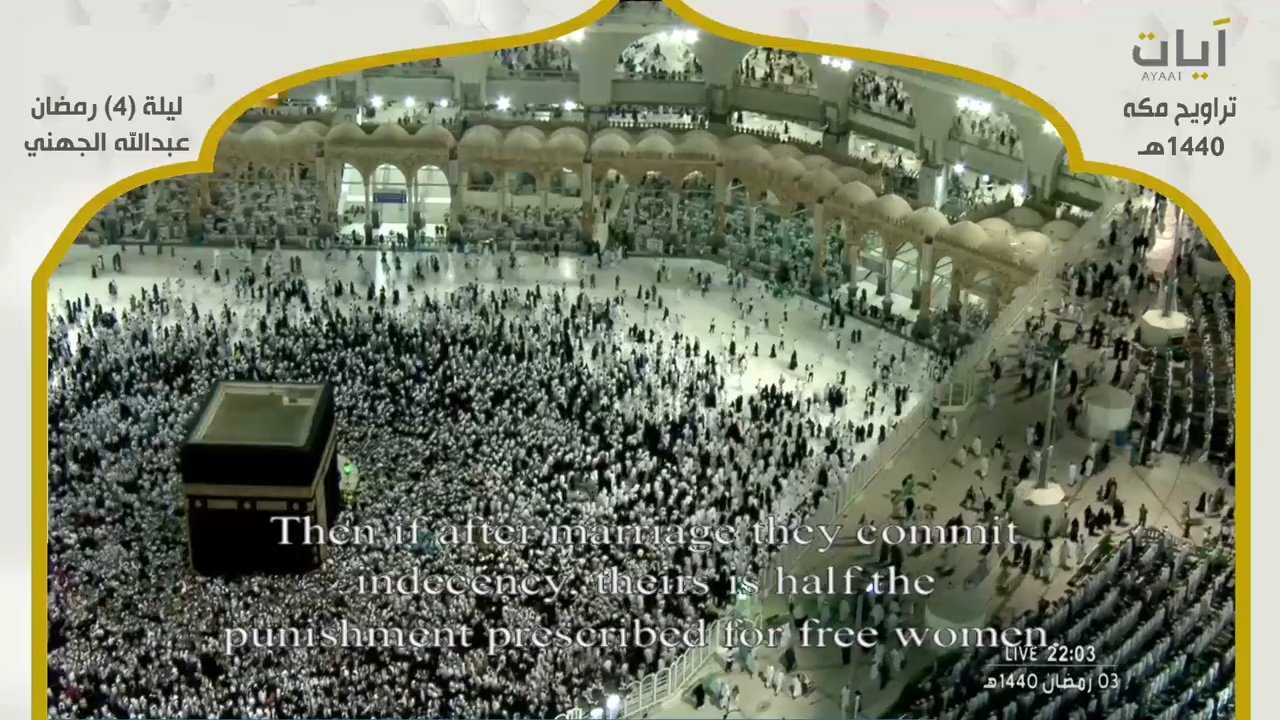 آيات
AYAAT
تراويح مكه
1440هـ
ليلة (4) رمضان
عبدالله الجهني
Then if after marriage they commit
indecency, theirs is half the
punishment prescribed for free women.
LIVE 22:03
03 رمضان 1440هـ